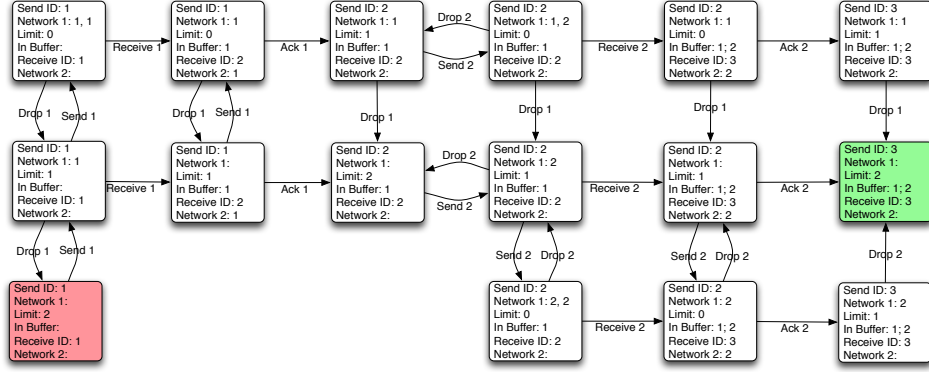 Send ID: 1
Network 1: 1, 1
Limit: 0
In Buffer:
Receive ID: 1
Network 2:
Receive 1
Send ID: 1
Network 1: 1
Limit: 0
In Buffer: 1
Receive ID: 2
Network 2: 1
Ack 1
Send ID: 2
Network 1: 1
Limit: 1
In Buffer: 1
Receive ID: 2
Network 2:
Drop 2
Send 2
Send ID: 2
Network 1: 1, 2
Limit: 0
In Buffer: 1
Receive ID: 2
Network 2:
Receive 2
Send ID: 2
Network 1: 1
Limit: 0
In Buffer: 1; 2
Receive ID: 3
Network 2: 2
Ack 2
Send ID: 3
Network 1: 1
Limit: 1
In Buffer: 1; 2
Receive ID: 3
Network 2:
Drop 1
Send 1
Drop 1
Send 1
Drop 1
Drop 1
Drop 1
Drop 1
Send ID: 1
Network 1: 1
Limit: 1
In Buffer:
Receive ID: 1
Network 2:
Receive 1
Send ID: 1
Network 1:
Limit: 1
In Buffer: 1
Receive ID: 2
Network 2: 1
Ack 1
Send ID: 2
Network 1:
Limit: 2
In Buffer: 1
Receive ID: 2
Network 2:
Drop 2
Send 2
Send ID: 2
Network 1: 2
Limit: 1
In Buffer: 1
Receive ID: 2
Network 2:
Receive 2
Send ID: 2
Network 1:
Limit: 1
In Buffer: 1; 2
Receive ID: 3
Network 2: 2
Ack 2
Send ID: 3
Network 1:
Limit: 2
In Buffer: 1; 2
Receive ID: 3
Network 2:
Drop 1
Send 1
Send 2
Drop 2
Send 2
Drop 2
Drop 2
Send ID: 1
Network 1:
Limit: 2
In Buffer:
Receive ID: 1
Network 2:
Send ID: 2
Network 1: 2, 2
Limit: 0
In Buffer: 1
Receive ID: 2
Network 2:
Receive 2
Send ID: 2
Network 1: 2
Limit: 0
In Buffer: 1; 2
Receive ID: 3
Network 2: 2
Ack 2
Send ID: 3
Network 1: 2
Limit: 1
In Buffer: 1; 2
Receive ID: 3
Network 2: